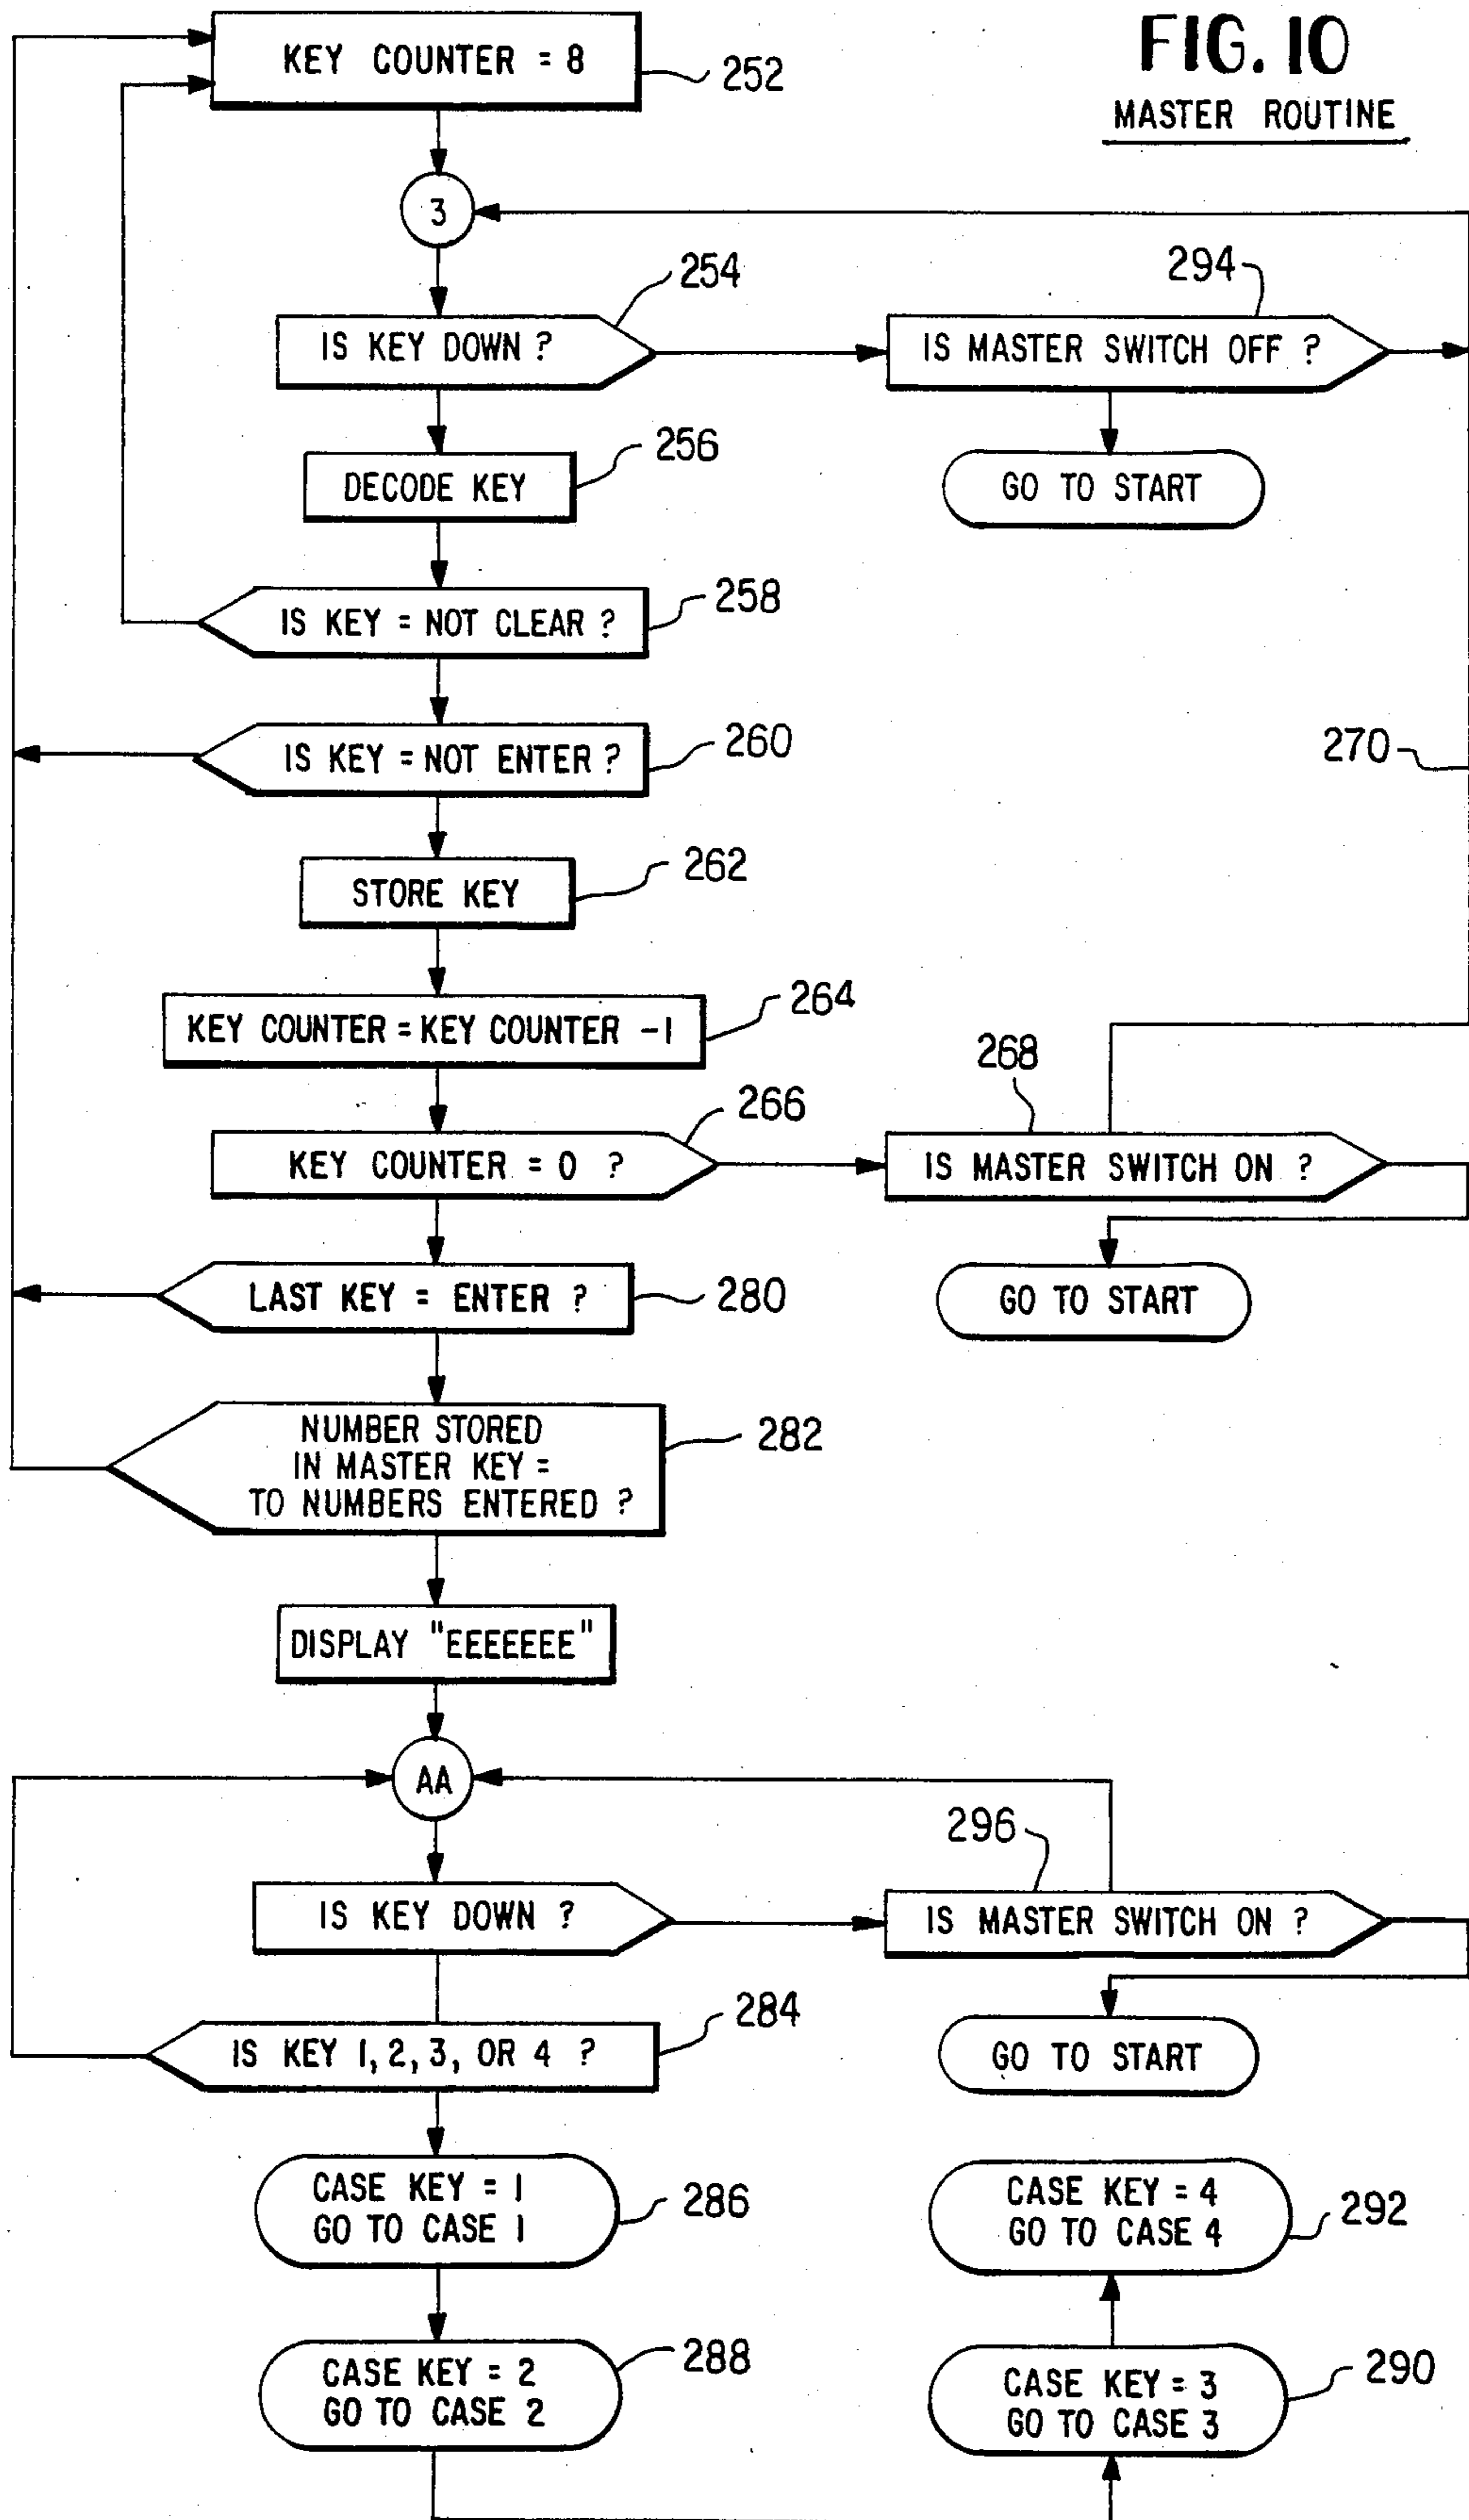 FIG. 10
MASTER ROUTINE
KEY COUNTER = 8
252
3
254
IS KEY DOWN ?
294
IS MASTER SWITCH OFF ?
256
DECODE KEY
GO TO START
258
IS KEY = NOT CLEAR ?
260
IS KEY = NOT ENTER ?
270
262
STORE KEY
264
KEY COUNTER = KEY COUNTER -1
266
KEY COUNTER = 0 ?
268
IS MASTER SWITCH ON ?
280
LAST KEY = ENTER ?
GO TO START
282
NUMBER STORED
IN MASTER KEY =
TO NUMBERS ENTERED ?
DISPLAY "EEEEEEE"
AA
296
IS KEY DOWN ?
IS MASTER SWITCH ON ?
284
IS KEY 1, 2, 3, OR 4 ?
GO TO START
CASE KEY = 1
GO TO CASE 1
286
CASE KEY = 4
GO TO CASE 4
292
CASE KEY = 2
GO TO CASE 2
288
CASE KEY = 3
GO TO CASE 3
290